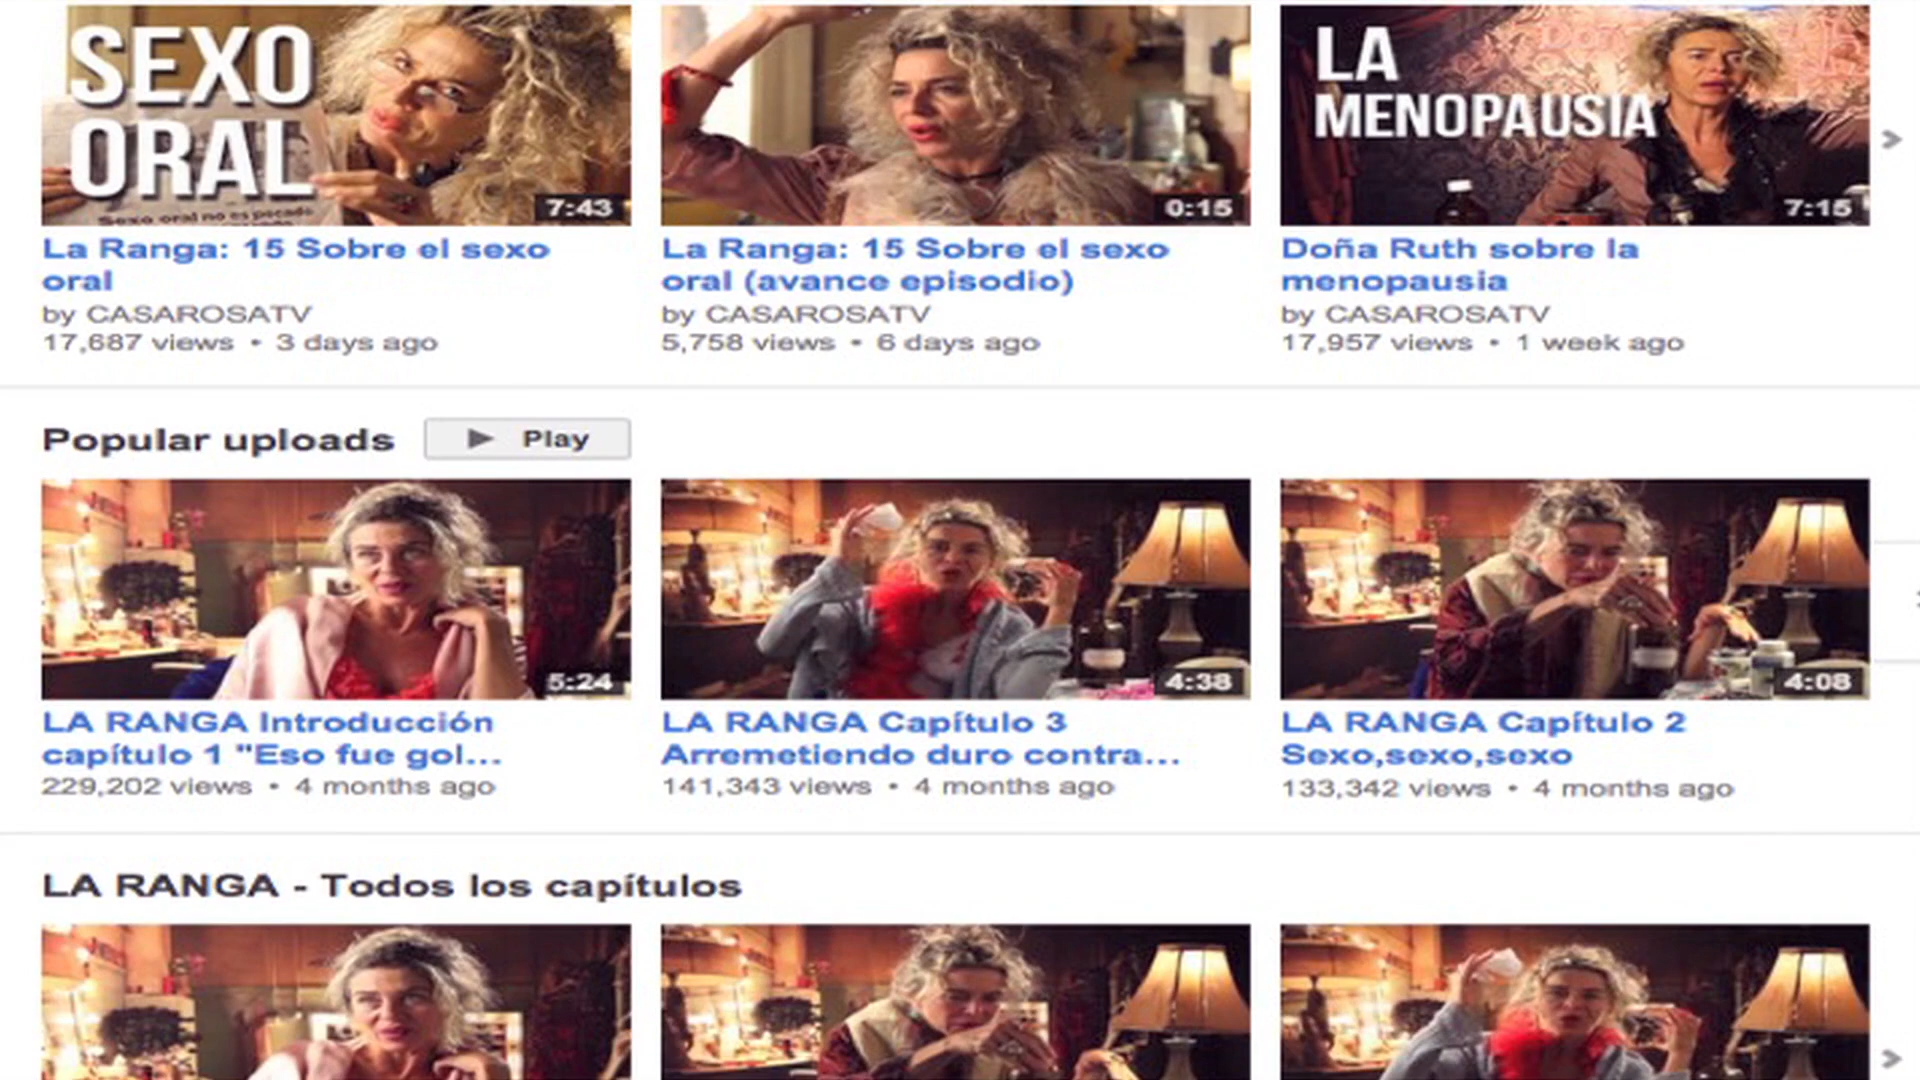 SEXO
ORAL
Sexo oral no es pecado
7:43
0:15
LA
MENOPAUSIA
7:15
La Ranga: 15 Sobre el sexo
oral
by CASAROSATV
17,687 views • 3 days ago
La Ranga: 15 Sobre el sexo
oral (avance episodio)
by CASAROSATV
5,758 views • 6 days ago
Doña Ruth sobre la
menopausia
by CASAROSATV
17,957 views • 1 week ago
Popular uploads
Play
5:24
4:38
4:08
LA RANGA Introducción
capítulo 1 "Eso fue gol...
229,202 views • 4 months ago
LA RANGA Capítulo 3
Arremetiendo duro contra...
141,343 views • 4 months ago
LA RANGA Capítulo 2
Sexo,sexo,sexo
133,342 views • 4 months ago
LA RANGA - Todos los capítulos